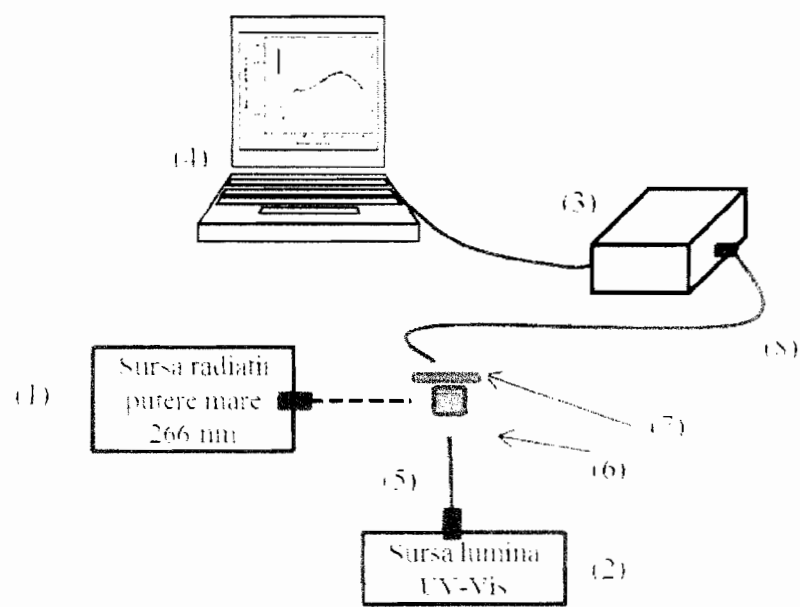 (4)
(3)
(8)
Sursa radiatii
putere mare
266 nm
(1)
(7)
(6)
(5)
Sursa lumina
UV-Vis
(2)